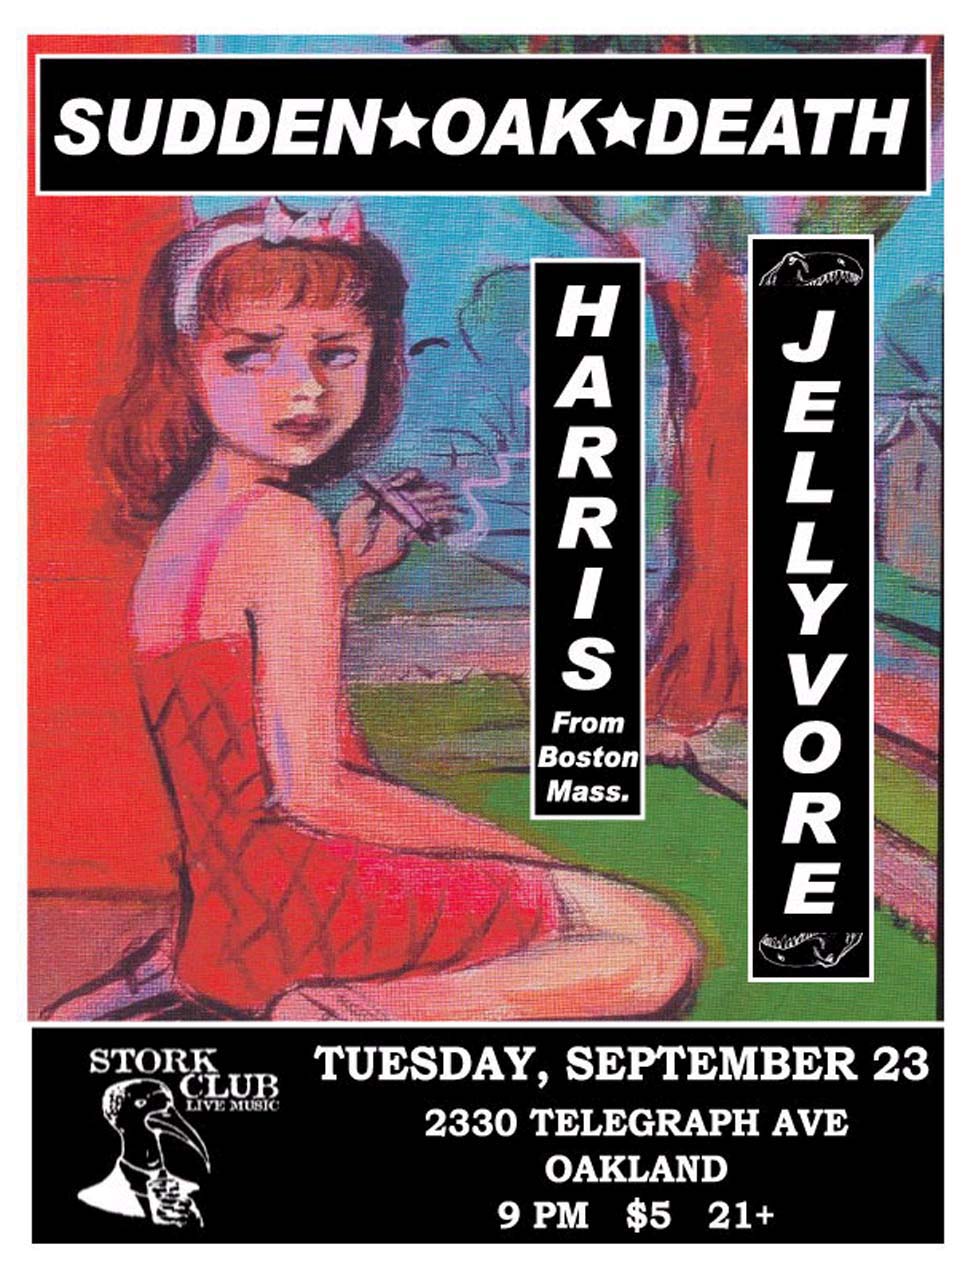 SUDDEN★OAK★DEATH
HARRIS
From
Boston
Mass.
JELLYVORE
STORK
CLUB
LIVE MUSIC
TUESDAY, SEPTEMBER 23
2330 TELEGRAPH AVE
OAKLAND
9 PM $5 21+